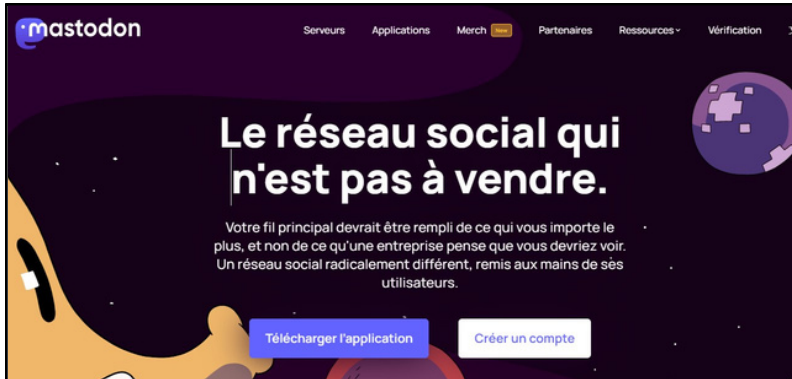 mastodon
Serveurs Applications Merch New Partenaires Ressources Vérification
Le réseau social qui
n'est pas à vendre.
Votre fil principal devrait être rempli de ce qui vous importe le
plus, et non de ce qu'une entreprise pense que vous devriez voir.
Un réseau social radicalement différent, remis aux mains de ses
utilisateurs.
Télécharger l'application Créer un compte